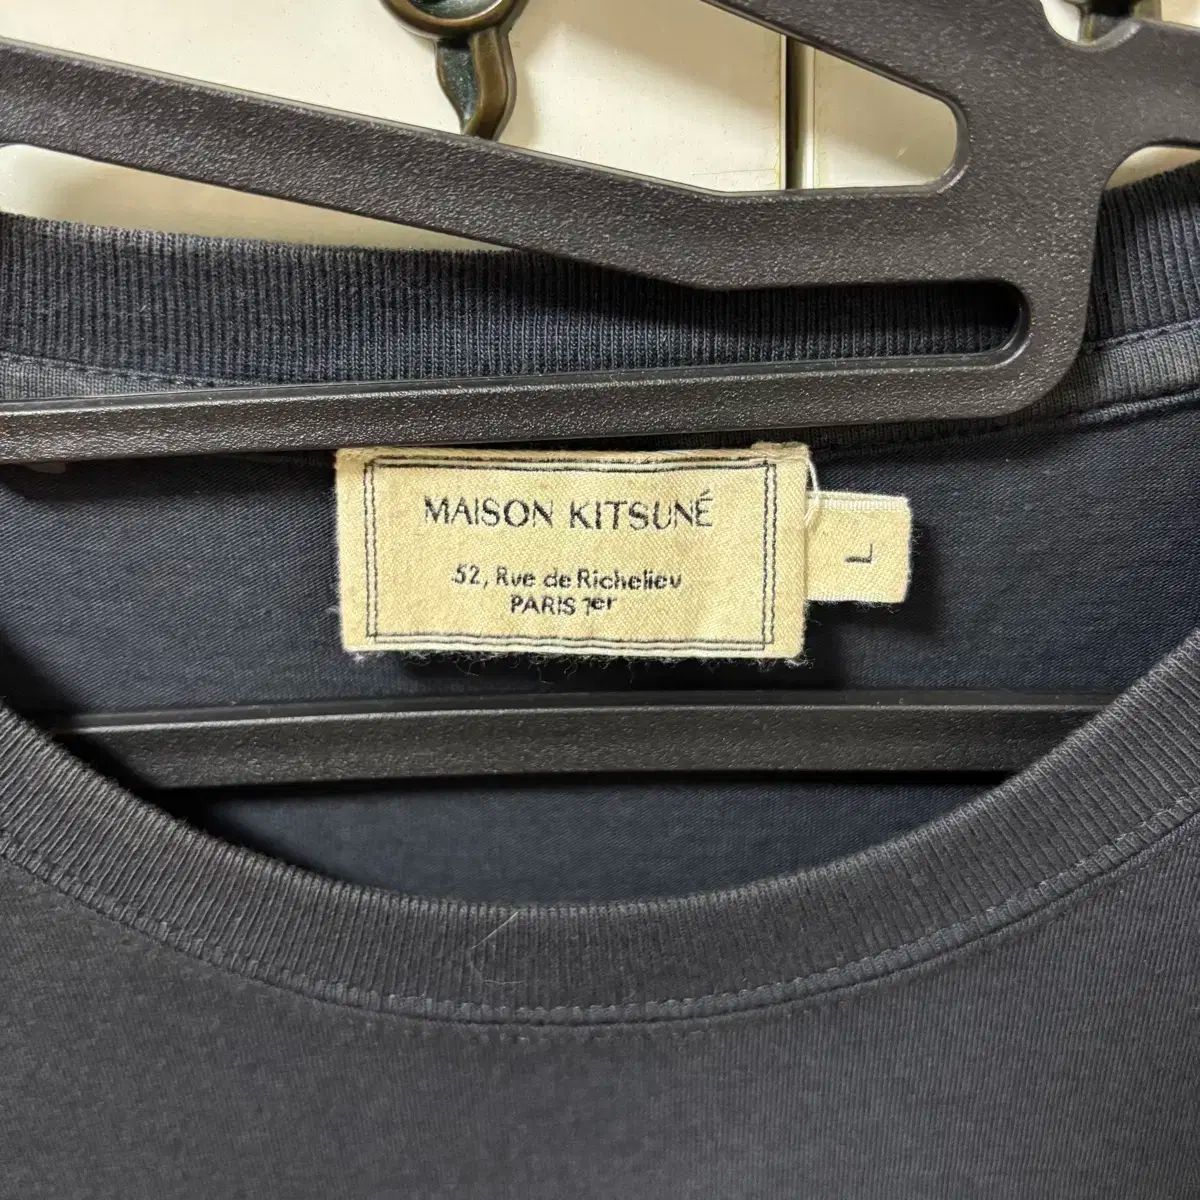 MAISON KITSUNÉ
52, Rue de Richelieu
PARIS 1er
L